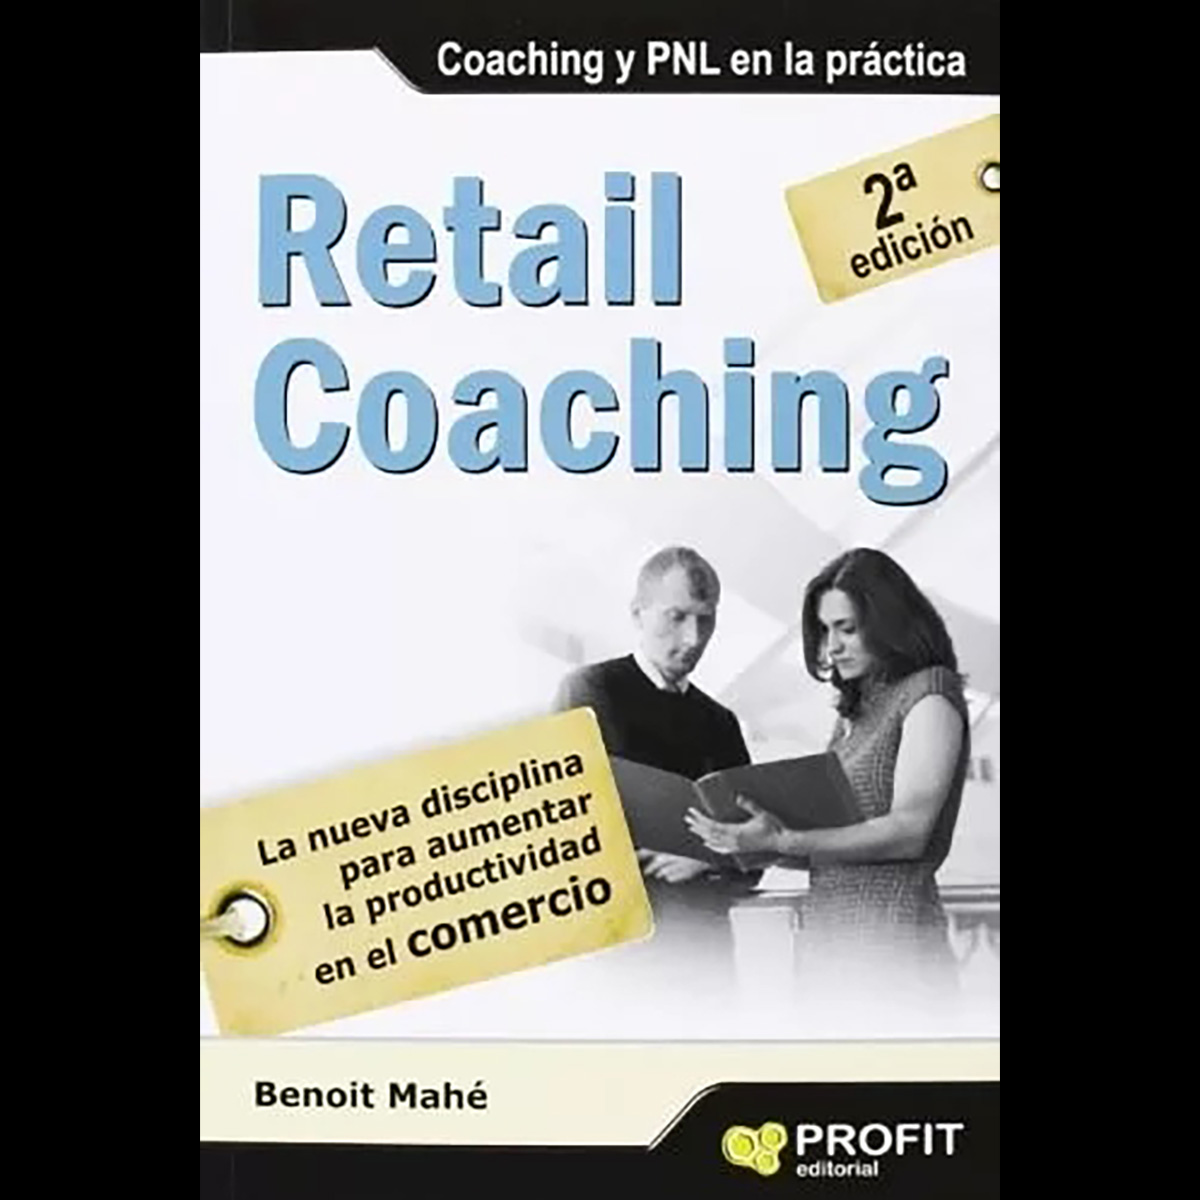 Coaching y PNL en la práctica
2ª
edición
Retail
Coaching
La nueva disciplina
para aumentar
la productividad
en el comercio
Benoit Mahé
PROFIT
editorial